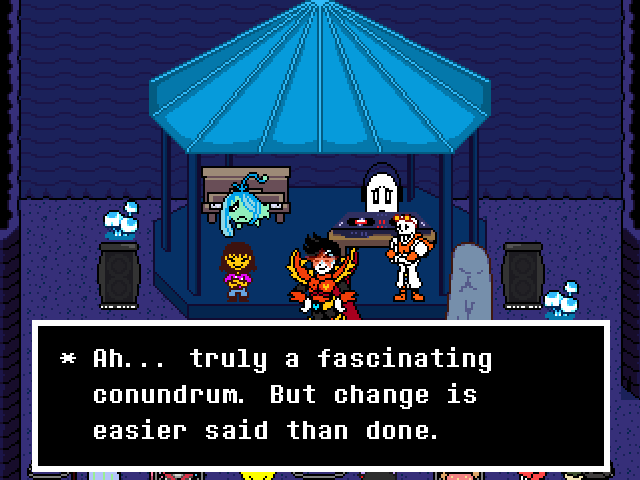 * Ah... truly a fascinating
conundrum. But change is
easier said than done.